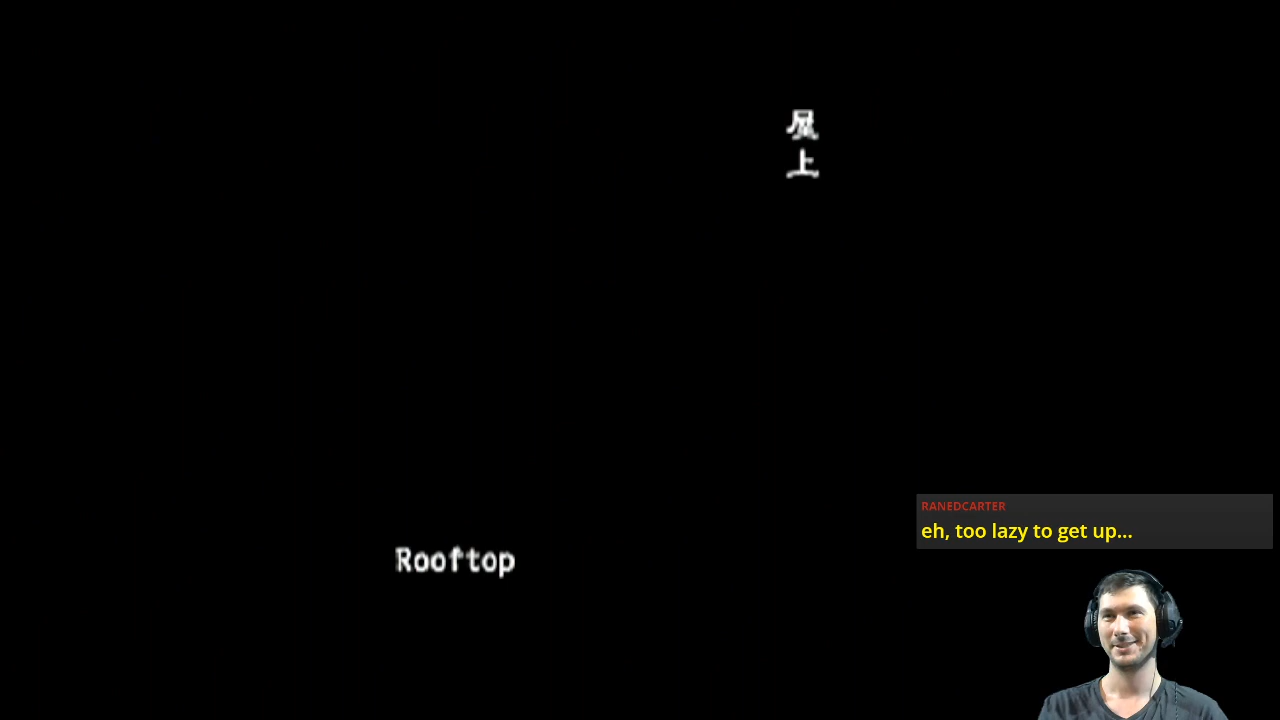 屋上
RANEDCARTER
eh, too lazy to get up...
Rooftop